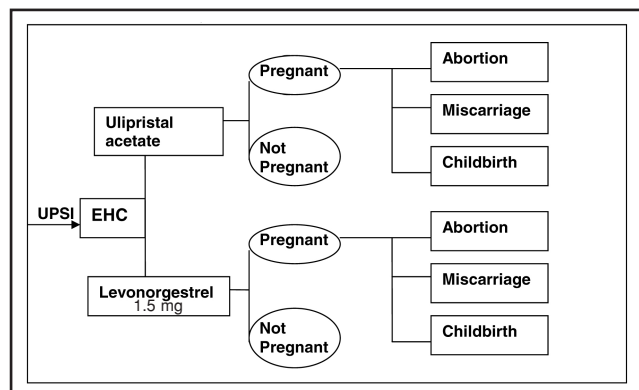 Ulipristal
acetate
Pregnant
Not
Pregnant
Abortion
Miscarriage
Childbirth
UPSI
EHC
Levonorgestrel
1.5 mg
Pregnant
Not
Pregnant
Abortion
Miscarriage
Childbirth